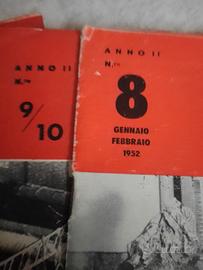 ANNO II
N.ro
9/10
ANNO II
N.ro
8
GENNAIO
FEBBRAIO
1952